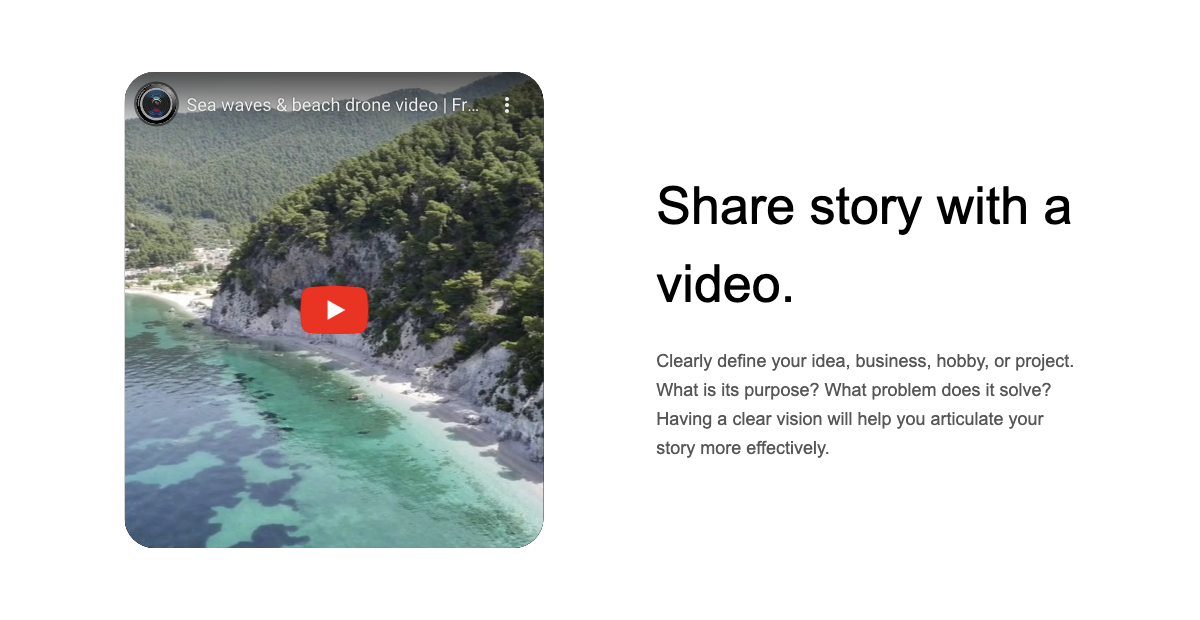 Sea waves & beach drone video | Fr...
Share story with a
video.
Clearly define your idea, business, hobby, or project.
What is its purpose? What problem does it solve?
Having a clear vision will help you articulate your
story more effectively.